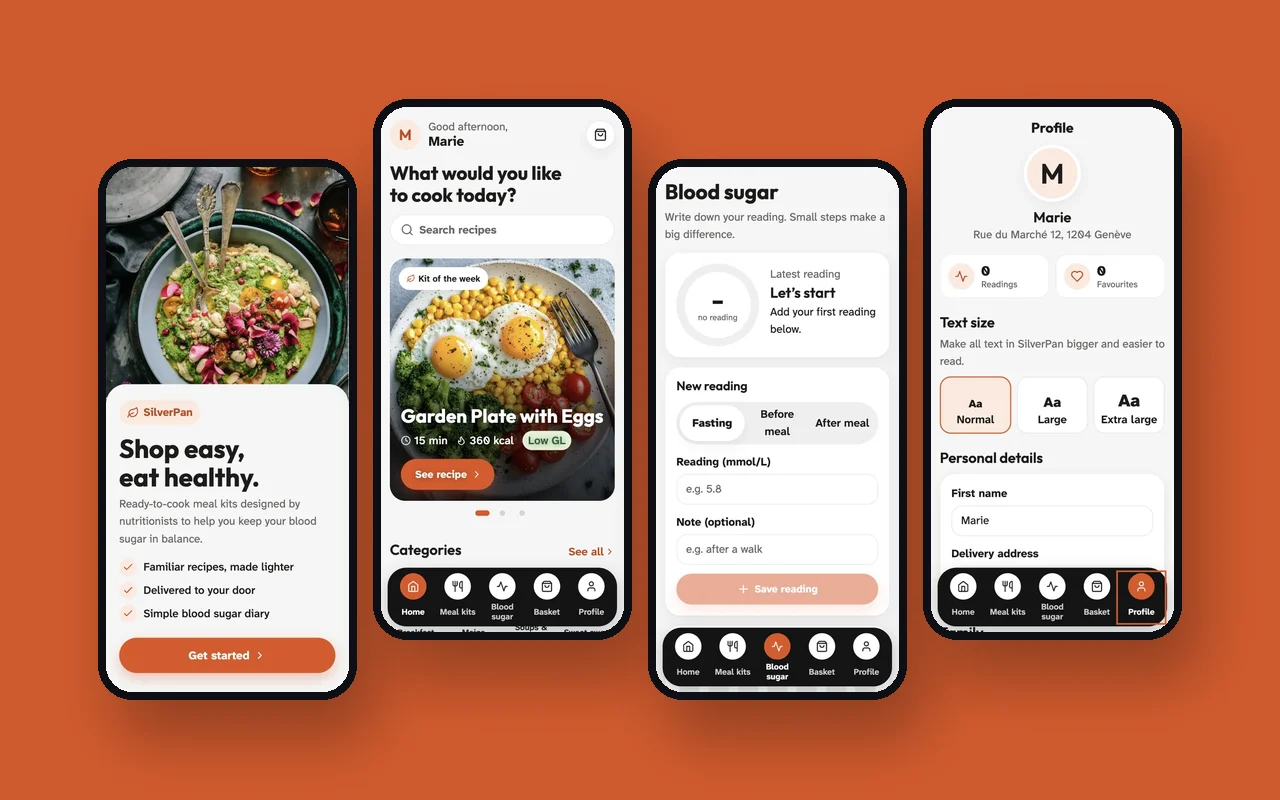 SilverPan
Shop easy,
eat healthy.
Ready-to-cook meal kits designed by
nutritionists to help you keep your blood
sugar in balance.
Familiar recipes, made lighter
Delivered to your door
Simple blood sugar diary
Get started
M
Good afternoon,
Marie
What would you like
to cook today?
Search recipes
Kit of the week
Garden Plate with Eggs
15 min
360 kcal
Low GL
See recipe
Categories
See all
Home
Meal kits
Blood
sugar
Basket
Profile
Blood sugar
Write down your reading. Small steps make a
big difference.
–
no reading
Latest reading
Let's start
Add your first reading
below.
New reading
Fasting
Before
meal
After meal
Reading (mmol/L)
e.g. 5.8
Note (optional)
e.g. after a walk
Save reading
Home
Meal kits
Blood
sugar
Basket
Profile
Profile
M
Marie
Rue du Marché 12, 1204 Genève
0
Readings
0
Favourites
Text size
Make all text in SilverPan bigger and easier to
read.
Aa
Normal
Aa
Large
Aa
Extra large
Personal details
First name
Marie
Delivery address
Home
Meal kits
Blood
sugar
Basket
Profile